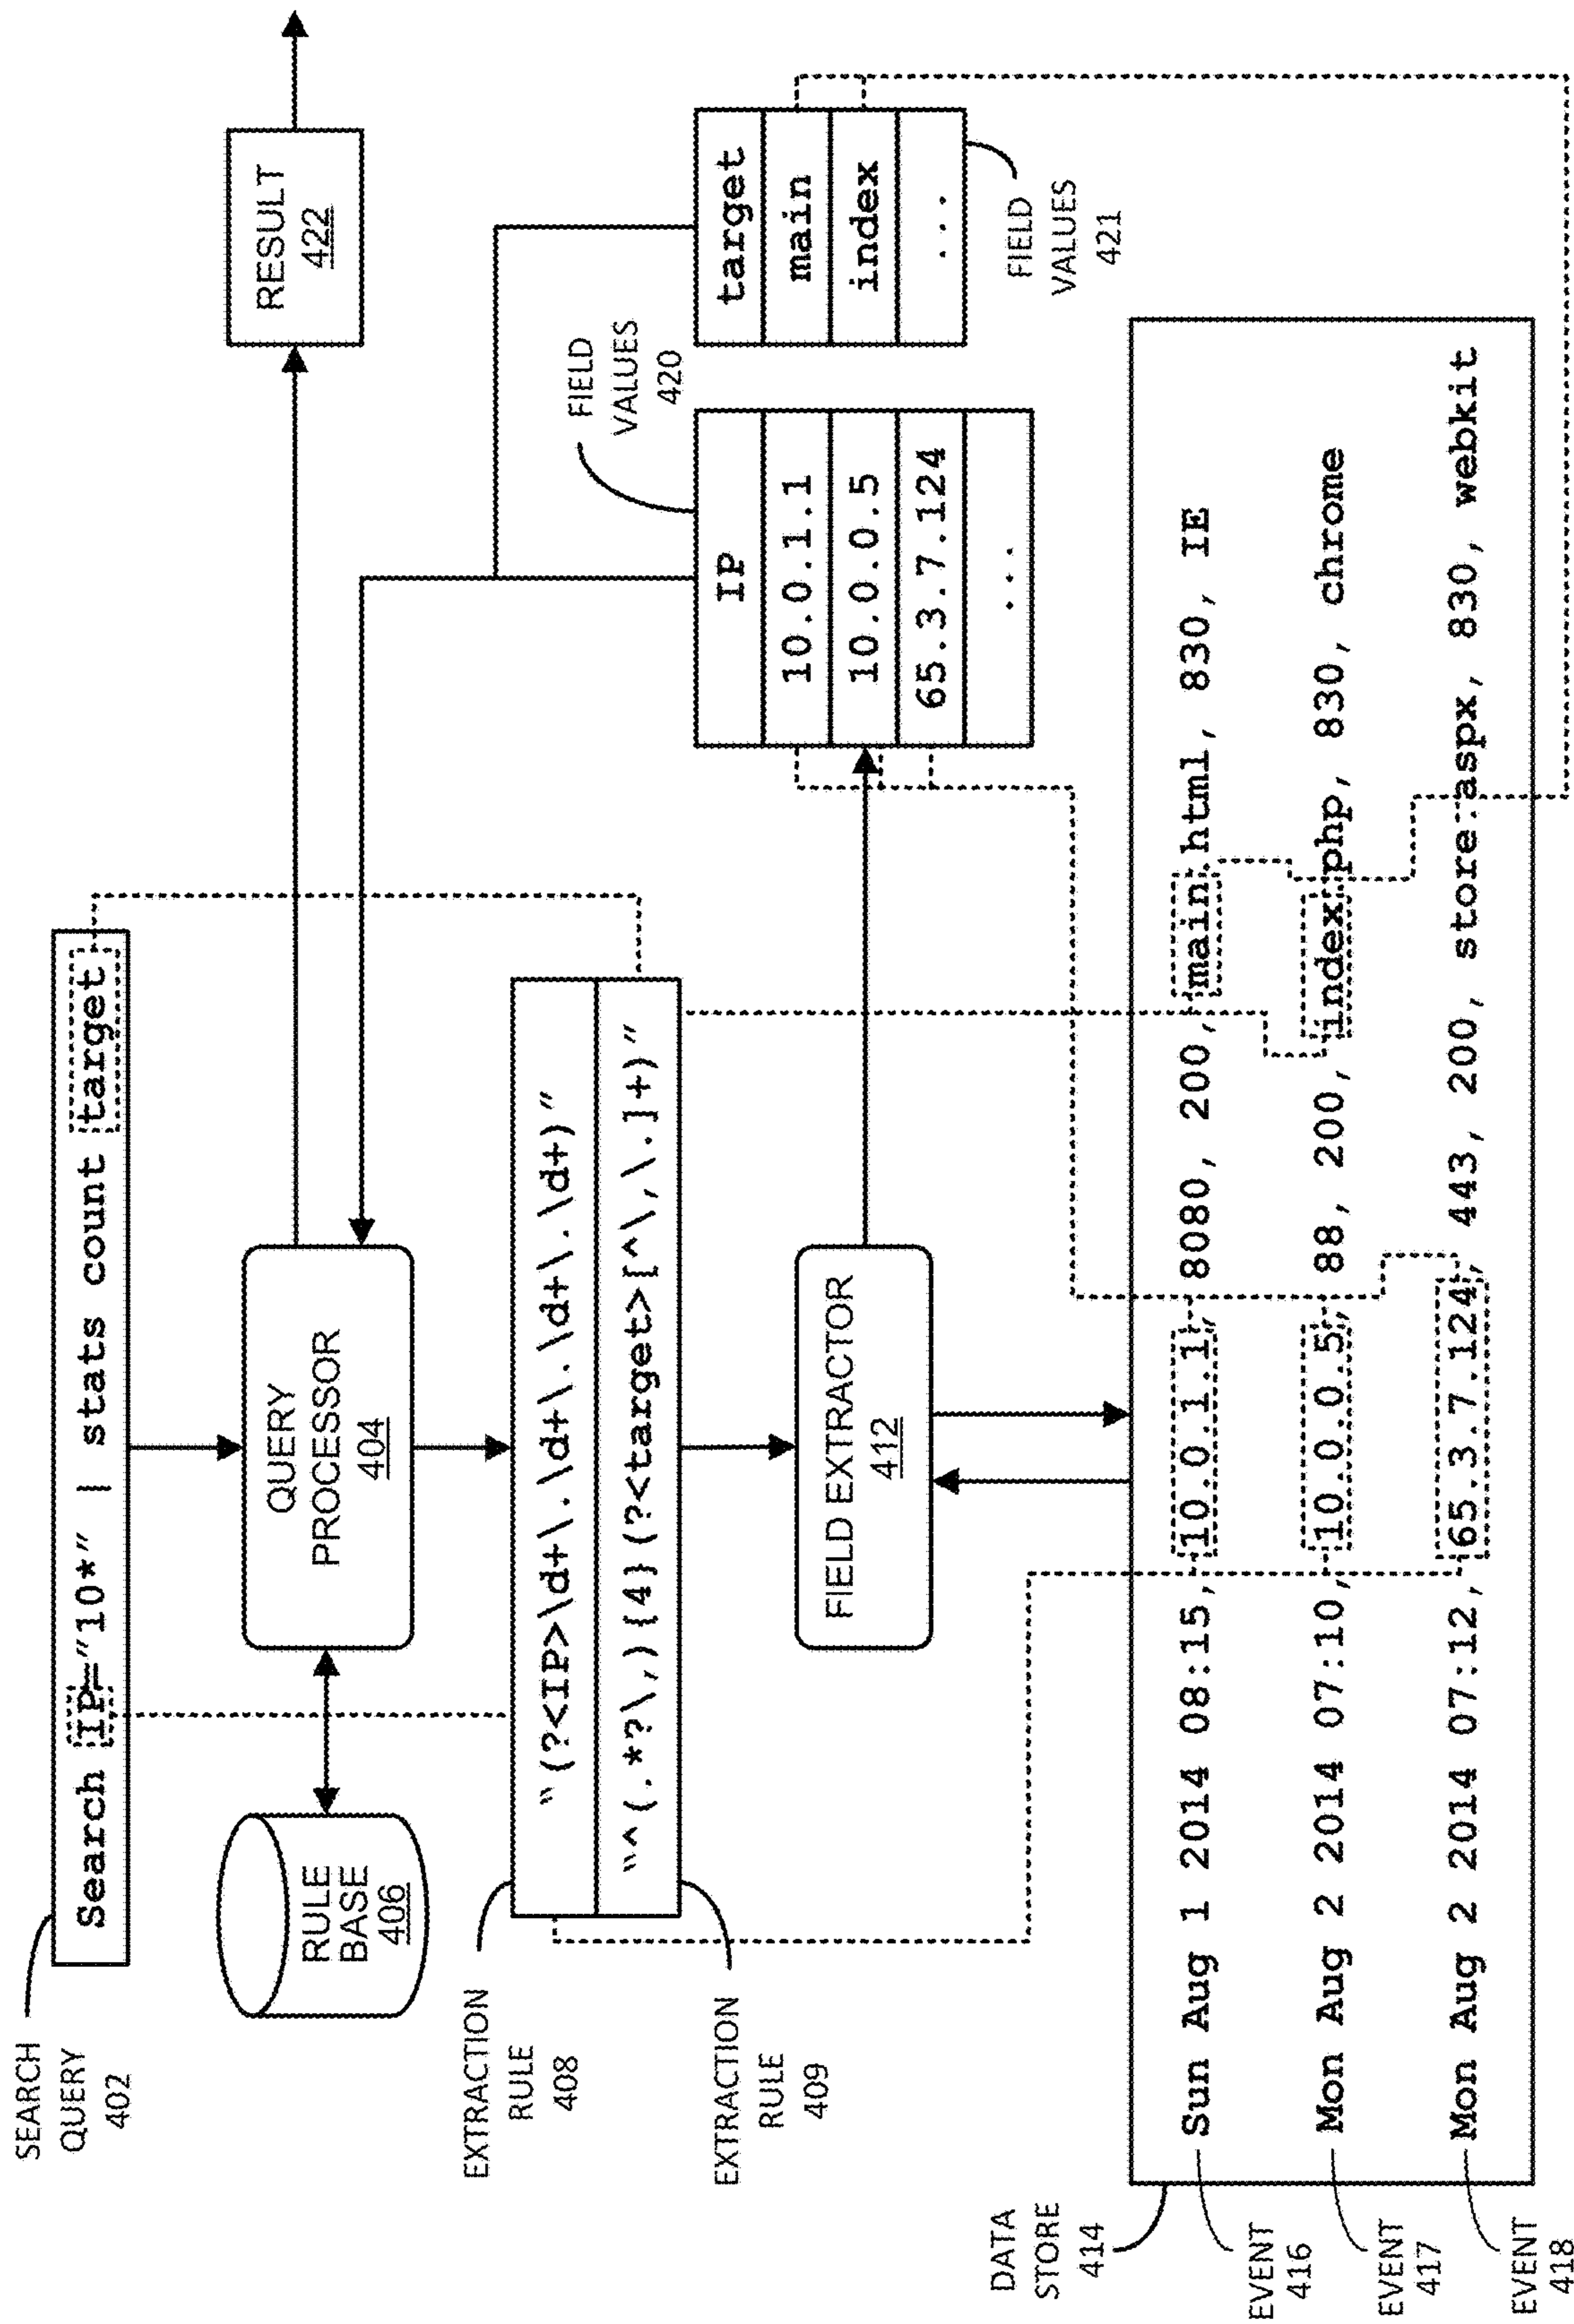 SEARCH
QUERY
402
Search IP="10*" | stats count target
RULE
BASE
406
QUERY
PROCESSOR
404
RESULT
422
EXTRACTION
RULE
408
"(?<IP>\d+\.\d+\.\d+\.\d+)"
"^(.*?\,){4}(?<target>[^\,\.]+)"
EXTRACTION
RULE
409
FIELD EXTRACTOR
412
FIELD
VALUES
420
IP
10.0.1.1
10.0.0.5
65.3.7.124
...
target
main
index
...
FIELD
VALUES
421
DATA
STORE
414
Sun Aug 1 2014 08:15, 10.0.1.1, 8080, 200, main.html, 830, IE
EVENT
416
Mon Aug 2 2014 07:10, 10.0.0.5, 88, 200, index.php, 830, chrome
EVENT
417
Mon Aug 2 2014 07:12, 65.3.7.124, 443, 200, store.aspx, 830, webkit
EVENT
418